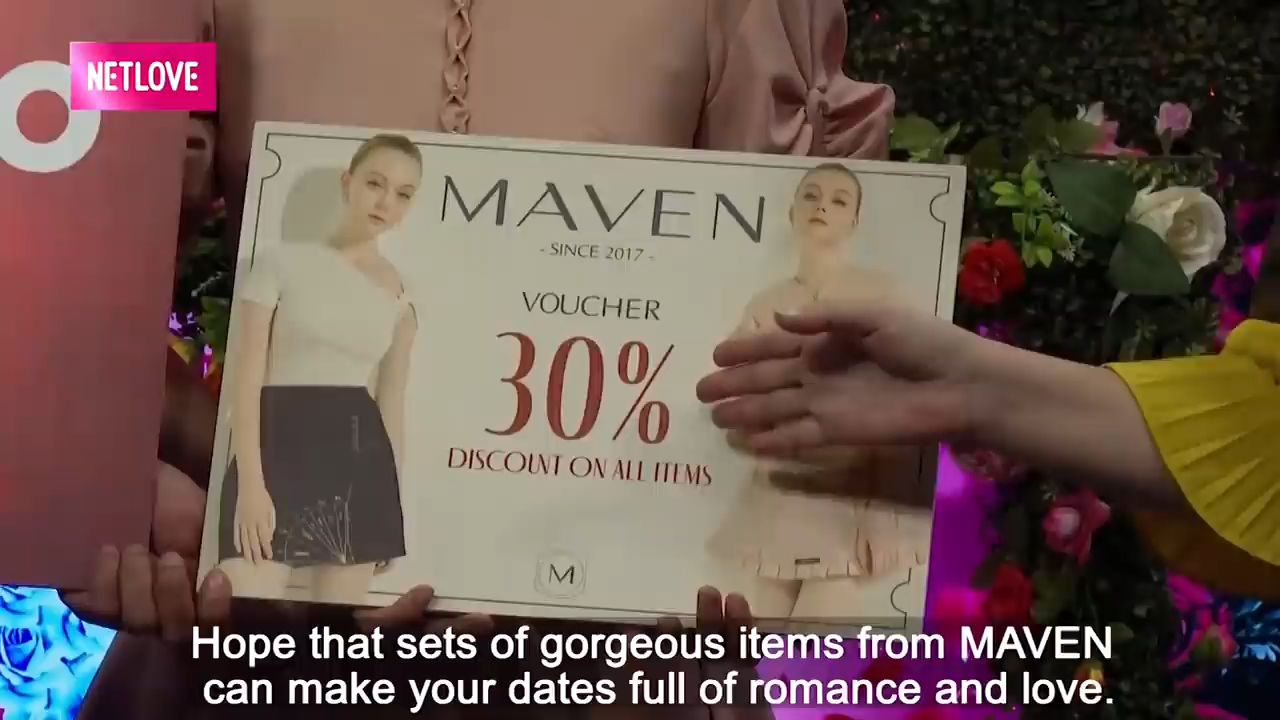 NETLOVE
O
MAVEN
- SINCE 2017 -
VOUCHER
30%
DISCOUNT ON ALL ITEMS
M
Hope that sets of gorgeous items from MAVEN
can make your dates full of romance and love.